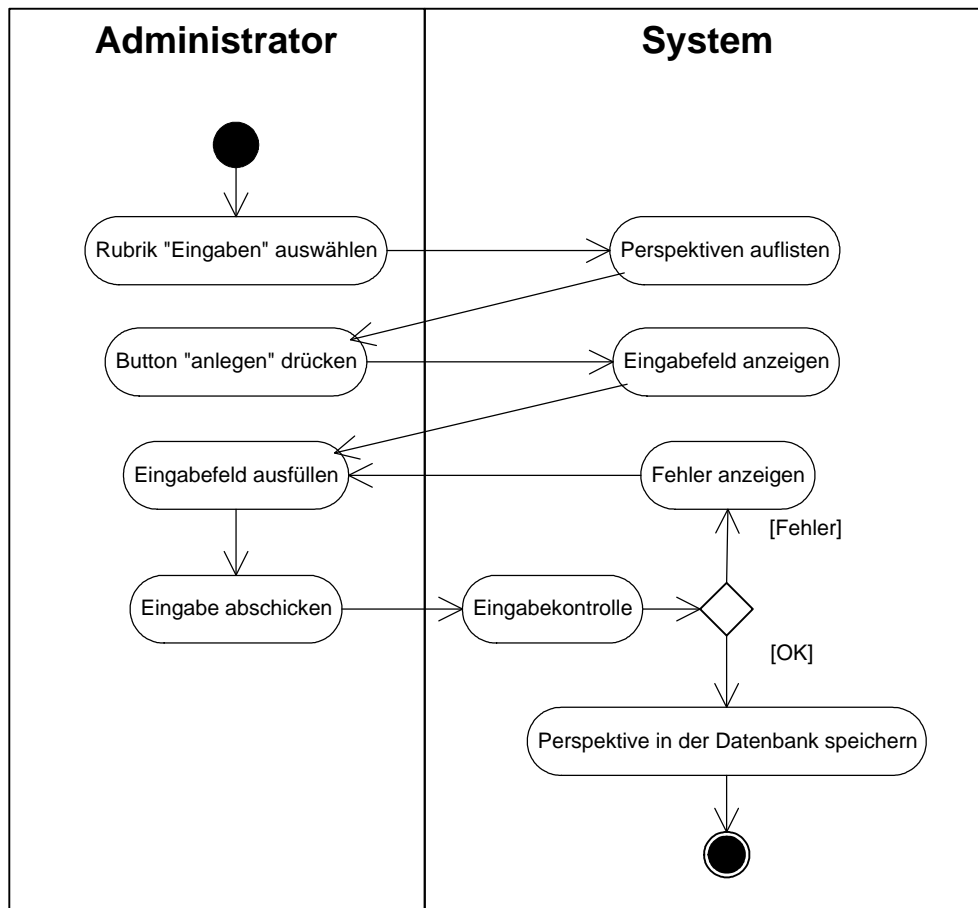 Administrator
System
Rubrik "Eingaben" auswählen
Perspektiven auflisten
Button "anlegen" drücken
Eingabefeld anzeigen
Eingabefeld ausfüllen
Fehler anzeigen
[Fehler]
Eingabe abschicken
Eingabekontrolle
[OK]
Perspektive in der Datenbank speichern